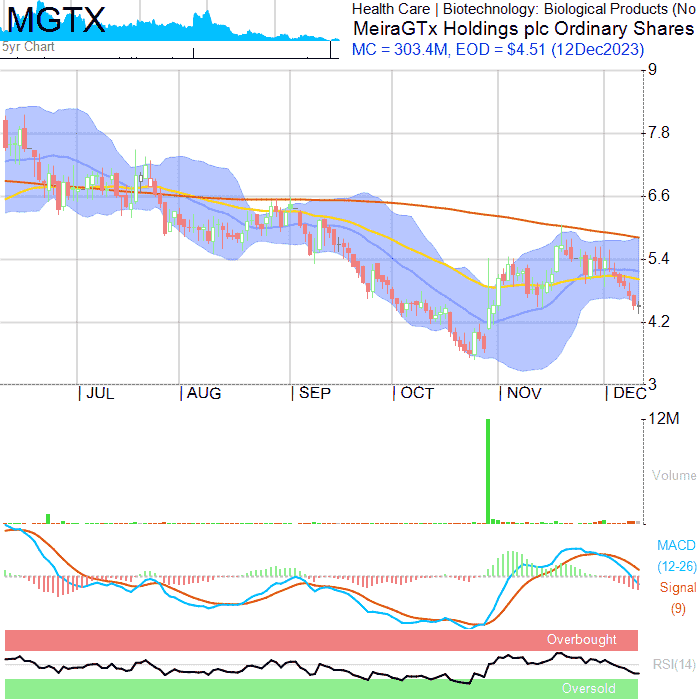 MGTX
5yr Chart
Health Care | Biotechnology: Biological Products (No
MeiraGTx Holdings plc Ordinary Shares
MC = 303.4M, EOD = $4.51 (12Dec2023)
9
7.8
6.6
5.4
4.2
3
JUL AUG SEP OCT NOV DEC
12M
Volume
MACD
(12-26)
Signal
(9)
Overbought
RSI(14)
Oversold